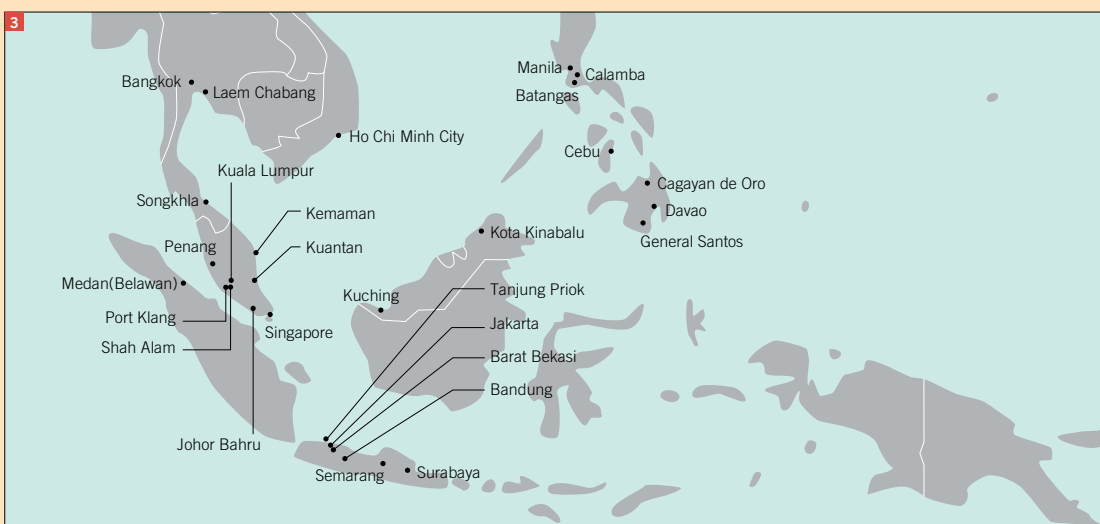 3
Manila
Bangkok
Calamba
Laem Chabang
Batangas
Ho Chi Minh City
Cebu
Kuala Lumpur
Cagayan de Oro
Songkhla
Davao
Kemaman
General Santos
Kota Kinabalu
Penang
Kuantan
Medan(Belawan)
Tanjung Priok
Kuching
Port Klang
Jakarta
Singapore
Shah Alam
Barat Bekasi
Bandung
Johor Bahru
Semarang
Surabaya